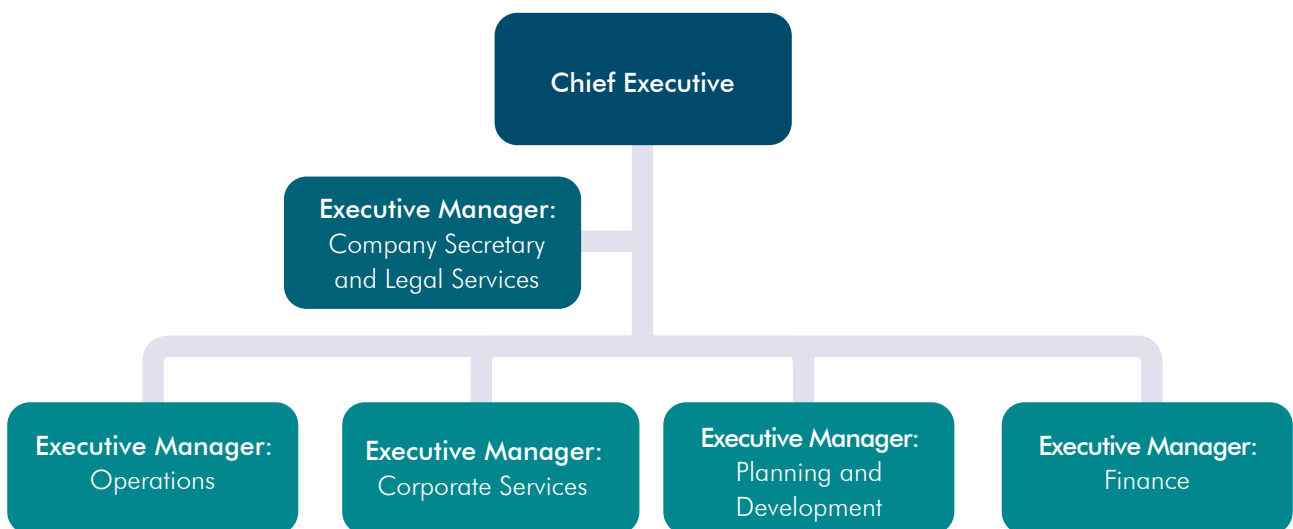 Chief Executive
Executive Manager:
Company Secretary
and Legal Services
Executive Manager:
Operations
Executive Manager:
Corporate Services
Executive Manager:
Planning and
Development
Executive Manager:
Finance